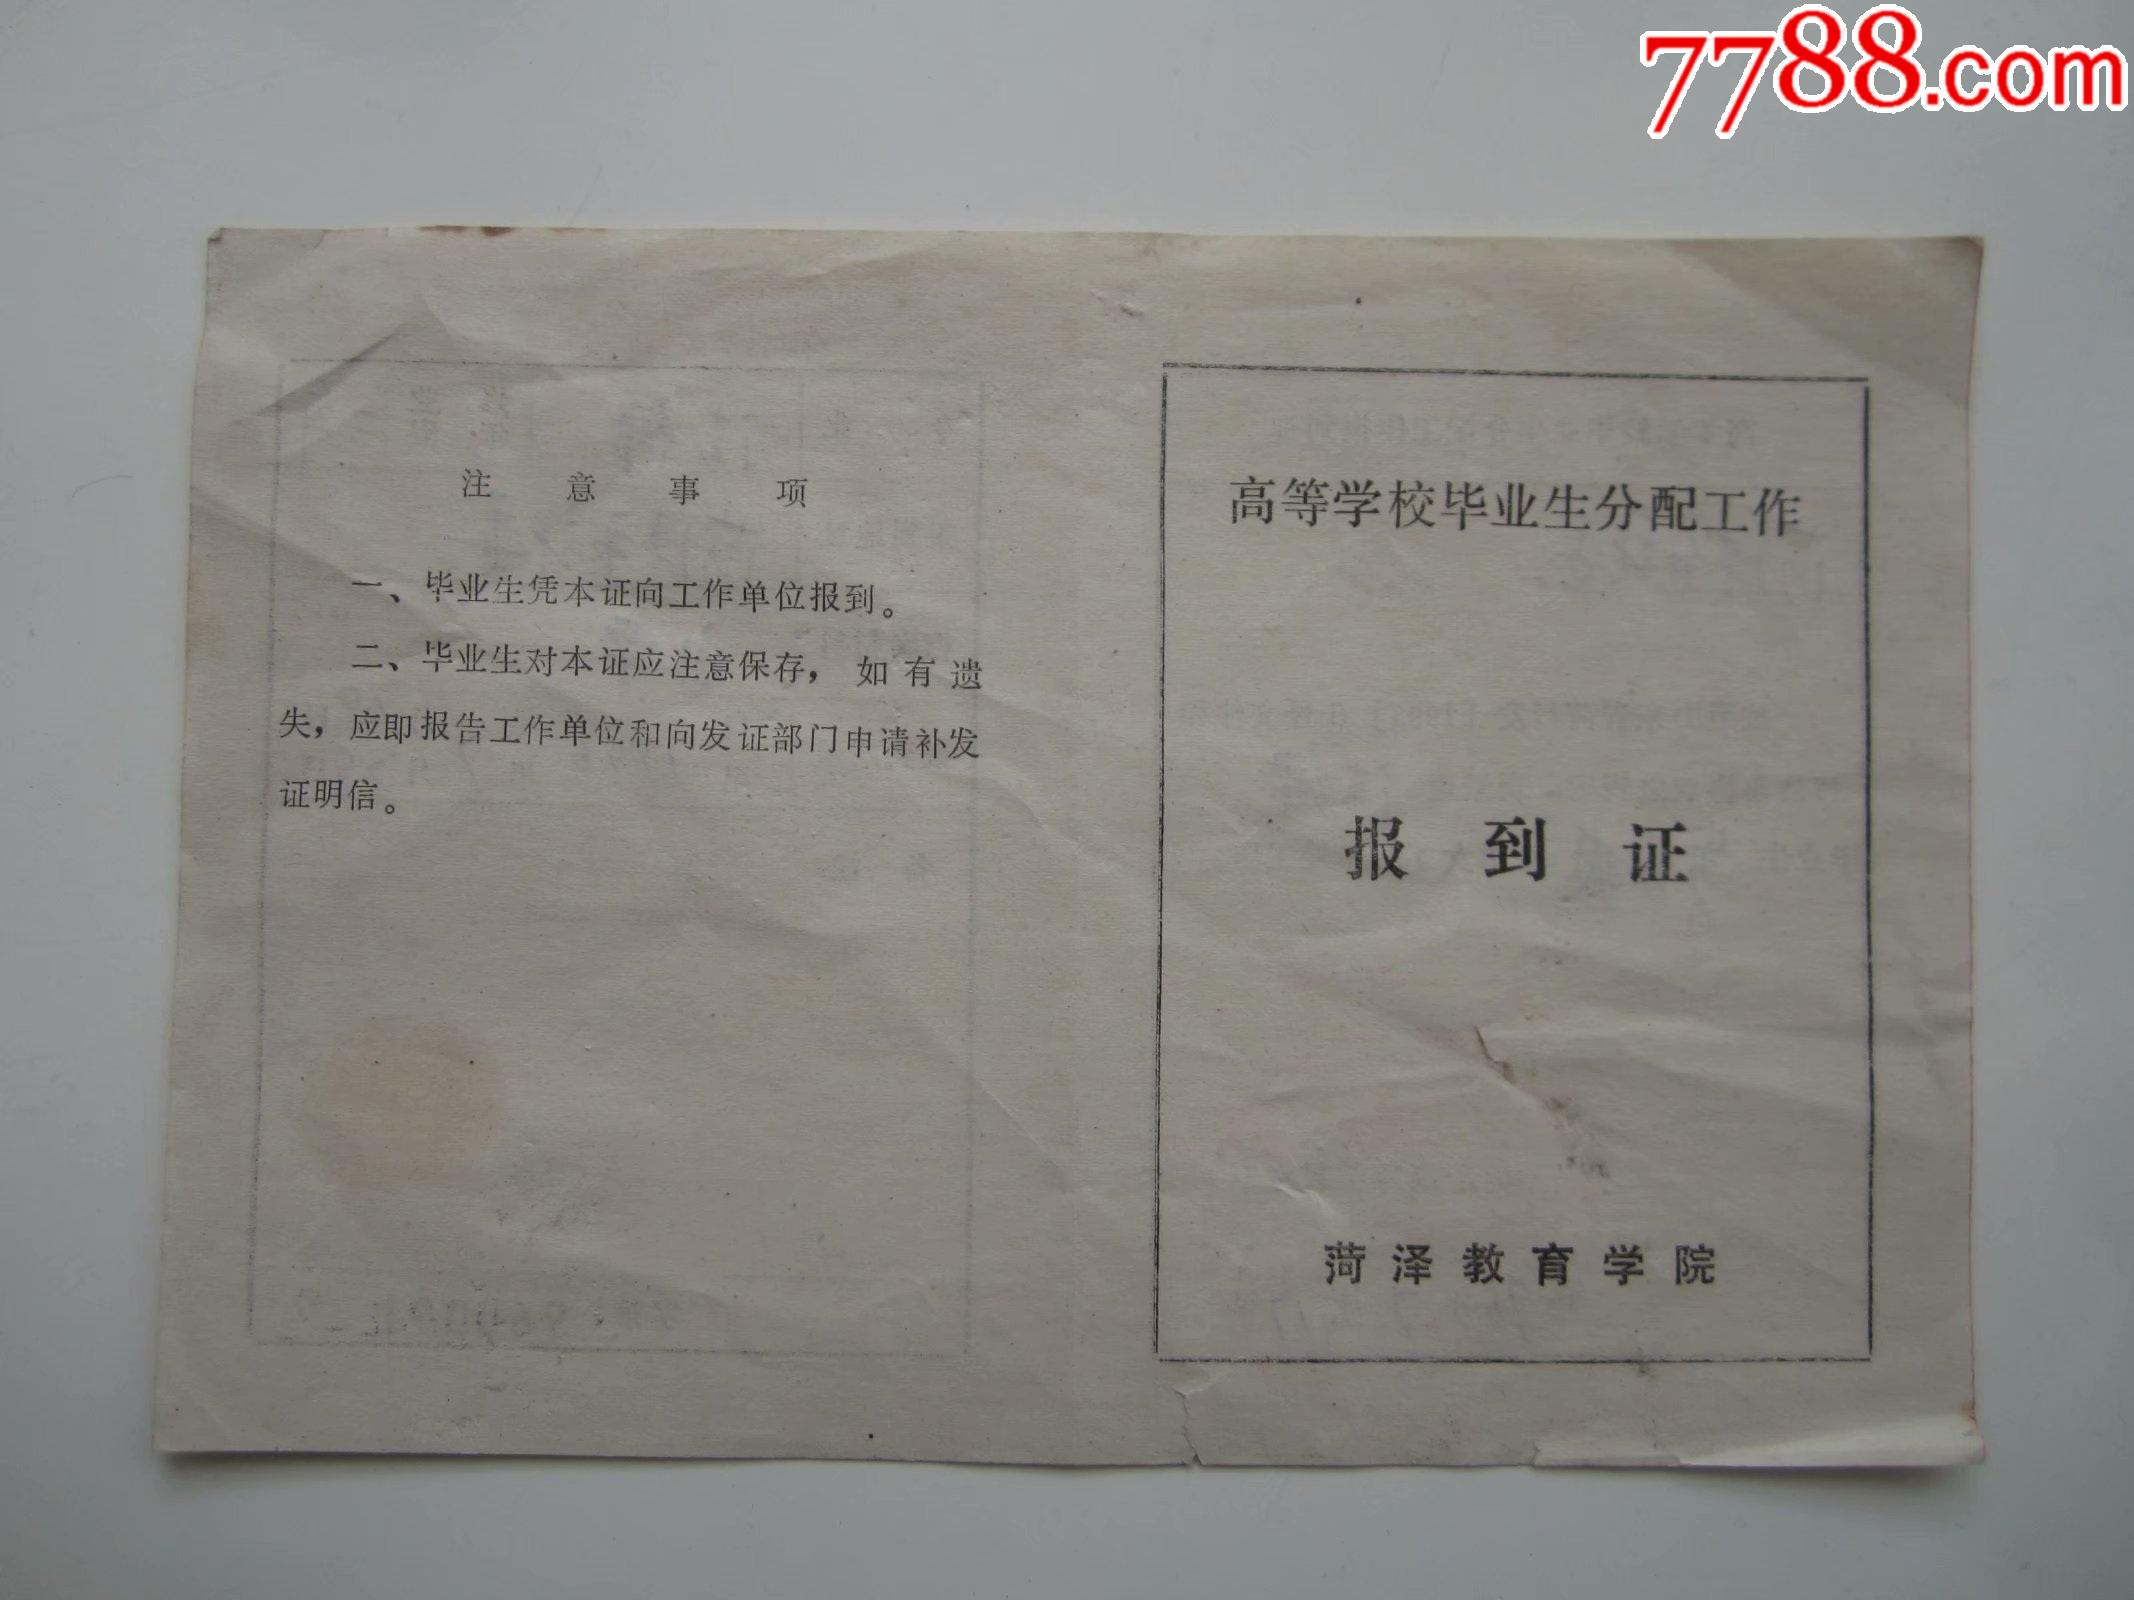 7788.com
注意事项
一、毕业生凭本证向工作单位报到。
二、毕业生对本证应注意保存，如有遗
失，应即报告工作单位和向发证部门申请补发
证明信。
高等学校毕业生分配工作
报到证
菏泽教育学院